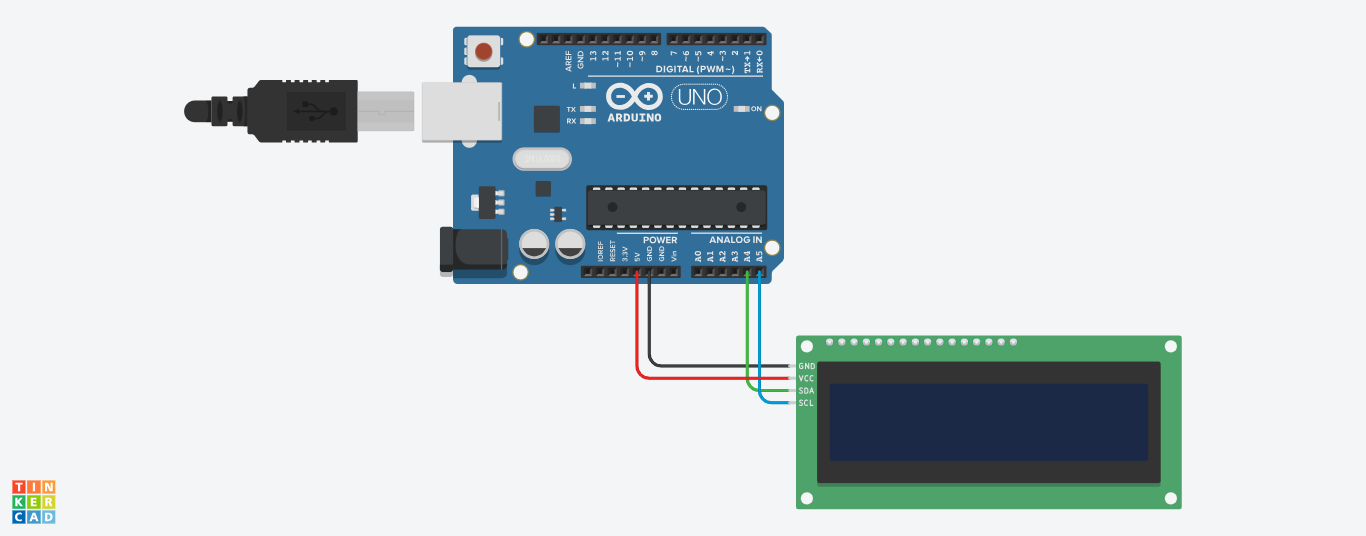 AREF
GND
13
12
~11
~10
~9
8
7
~6
~5
4
~3
2
TX→1
RX←0
DIGITAL (PWM~)
L
TX
RX
UNO
ON
ARDUINO
POWER
ANALOG IN
IOREF
RESET
3.3V
5V
GND
GND
Vin
A0
A1
A2
A3
A4
A5
GND
VCC
SDA
SCL
TIN
KER
CAD